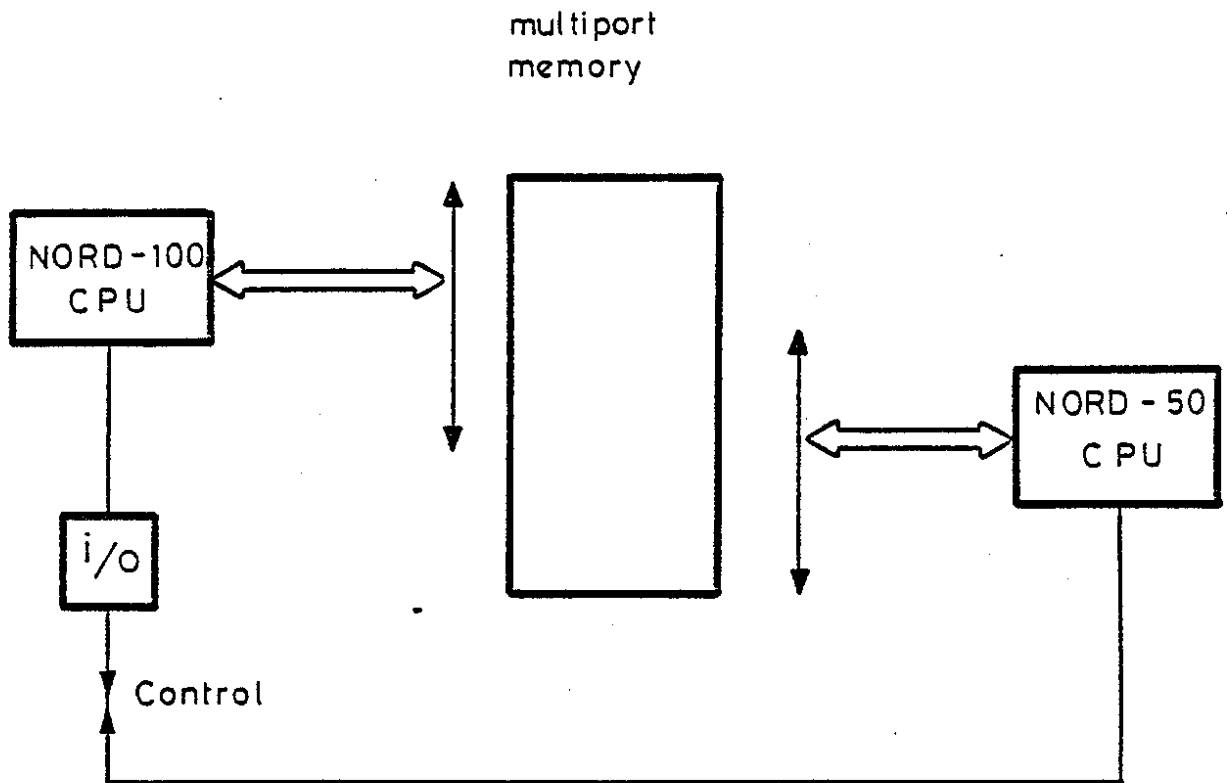 multiport
memory
NORD-100
CPU
NORD - 50
CPU
i/o
Control